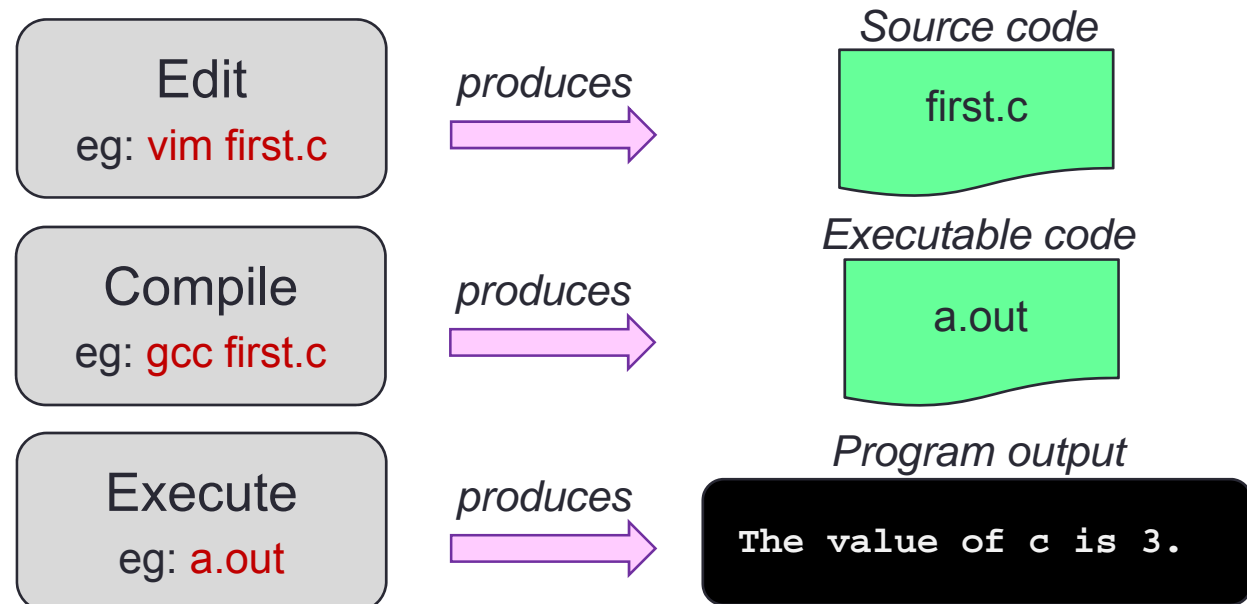 Edit
eg: vim first.c
produces
Source code
first.c
Compile
eg: gcc first.c
produces
Executable code
a.out
Execute
eg: a.out
produces
Program output
The value of c is 3.